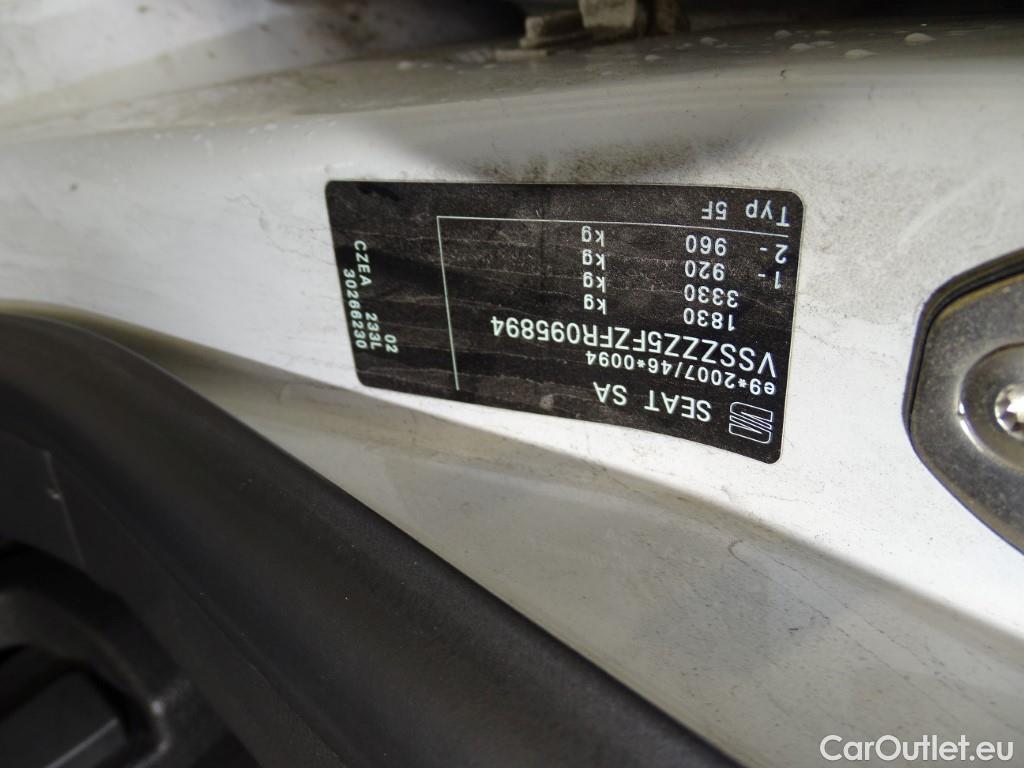 SEAT SA
e9*2007/46*0094
VSSZZZ5FZFR095894
1830 kg
3330 kg
1- 920 kg
2- 960 kg
Typ 5F
02
CZEA 233L
30266230
CarOutlet.eu